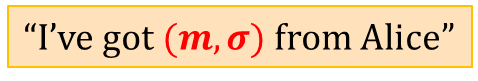 “I’ve got (m, σ) from Alice”